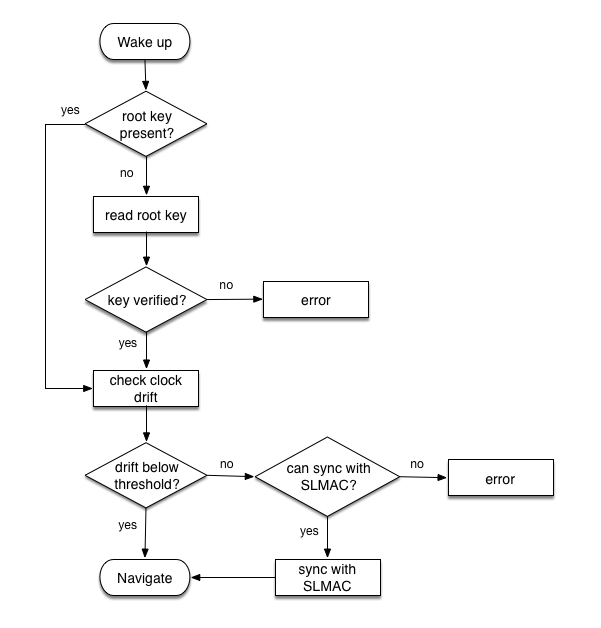 Wake up
yes
root key
present?
no
read root key
key verified?
no
error
yes
check clock
drift
drift below
threshold?
no
can sync with
SLMAC?
no
error
yes
yes
Navigate
sync with
SLMAC